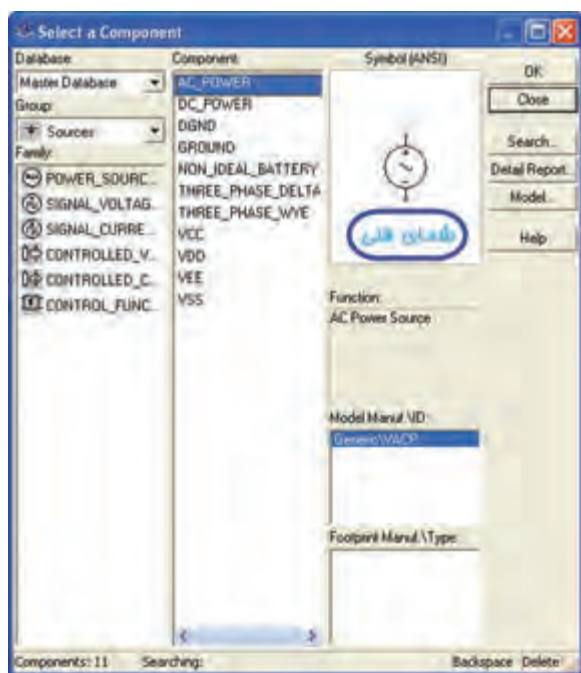 Select a Component
Database:
Master Database
Group:
Sources
Family:
POWER_SOURC...
SIGNAL_VOLTAG...
SIGNAL_CURRE...
CONTROLLED_V...
CONTROLLED_C...
CONTROL_FUNC...
Component:
AC_POWER
DC_POWER
DGND
GROUND
NON_IDEAL_BATTERY
THREE_PHASE_DELTA
THREE_PHASE_WYE
VCC
VDD
VEE
VSS
Symbol (ANSI)
شمای فنی
Function:
AC Power Source
Model Manuf.\ID:
Generic\VACP
Footprint Manuf.\Type:
OK
Close
Search...
Detail Report...
Model...
Help
Components: 11
Searching:
Backspace
Delete